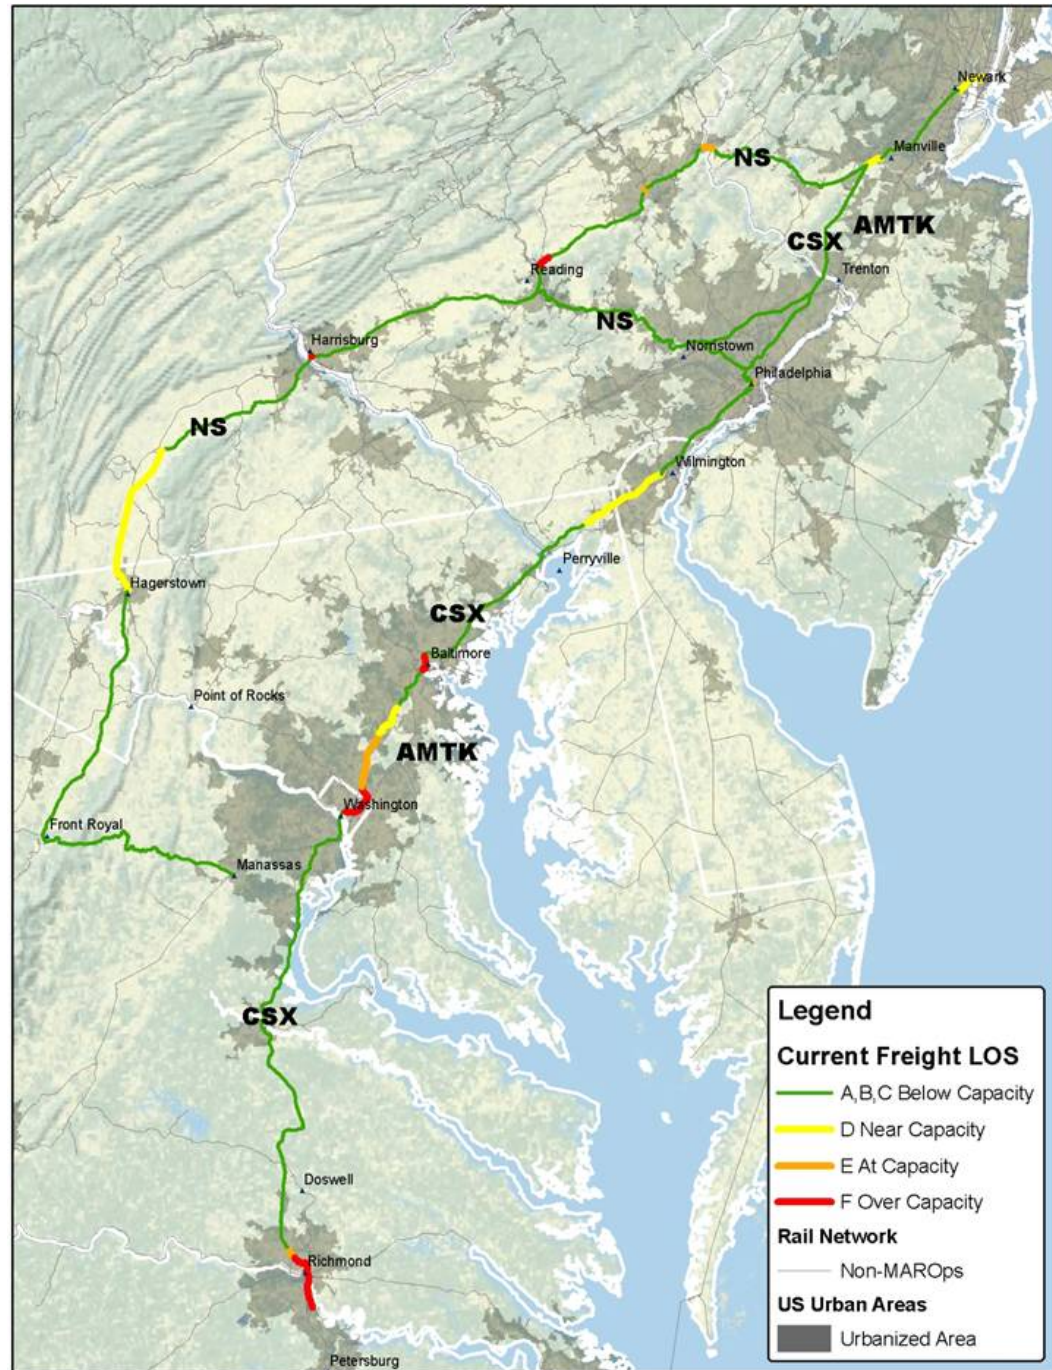 Newark
Manville
NS
AMTK
CSX
Trenton
Reading
NS
Harrisburg
Norristown
Philadelphia
NS
Wilmington
Perryville
Hagerstown
CSX
Baltimore
Point of Rocks
AMTK
Washington
Front Royal
Manassas
CSX
Doswell
Richmond
Petersburg
Legend
Current Freight LOS
A,B,C Below Capacity
D Near Capacity
E At Capacity
F Over Capacity
Rail Network
Non-MAROps
US Urban Areas
Urbanized Area